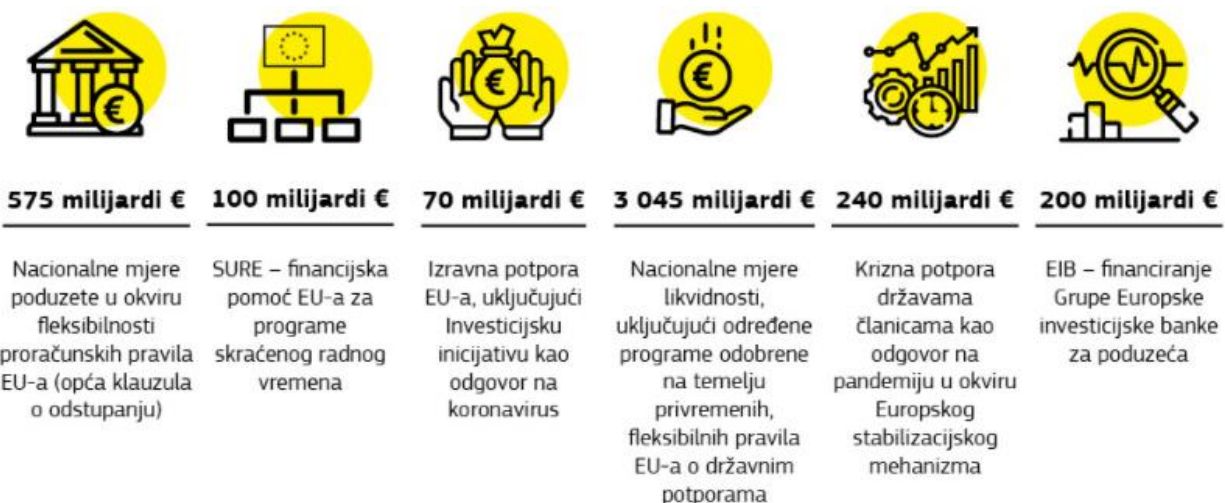 575 milijardi €
Nacionalne mjere
poduzete u okviru
fleksibilnosti
proračunskih pravila
EU-a (opća klauzula
o odstupanju)
100 milijardi €
SURE – financijska
pomoć EU-a za
programe
skraćenog radnog
vremena
70 milijardi €
Izravna potpora
EU-a, uključujući
Investicijsku
inicijativu kao
odgovor na
koronavirus
3 045 milijardi €
Nacionalne mjere
likvidnosti,
uključujući određene
programe odobrene
na temelju
privremenih,
fleksibilnih pravila
EU-a o državnim
potporama
240 milijardi €
Krizna potpora
državama
članicama kao
odgovor na
pandemiju u okviru
Europskog
stabilizacijskog
mehanizma
200 milijardi €
EIB – financiranje
Grupe Europske
investicijske banke
za poduzeća